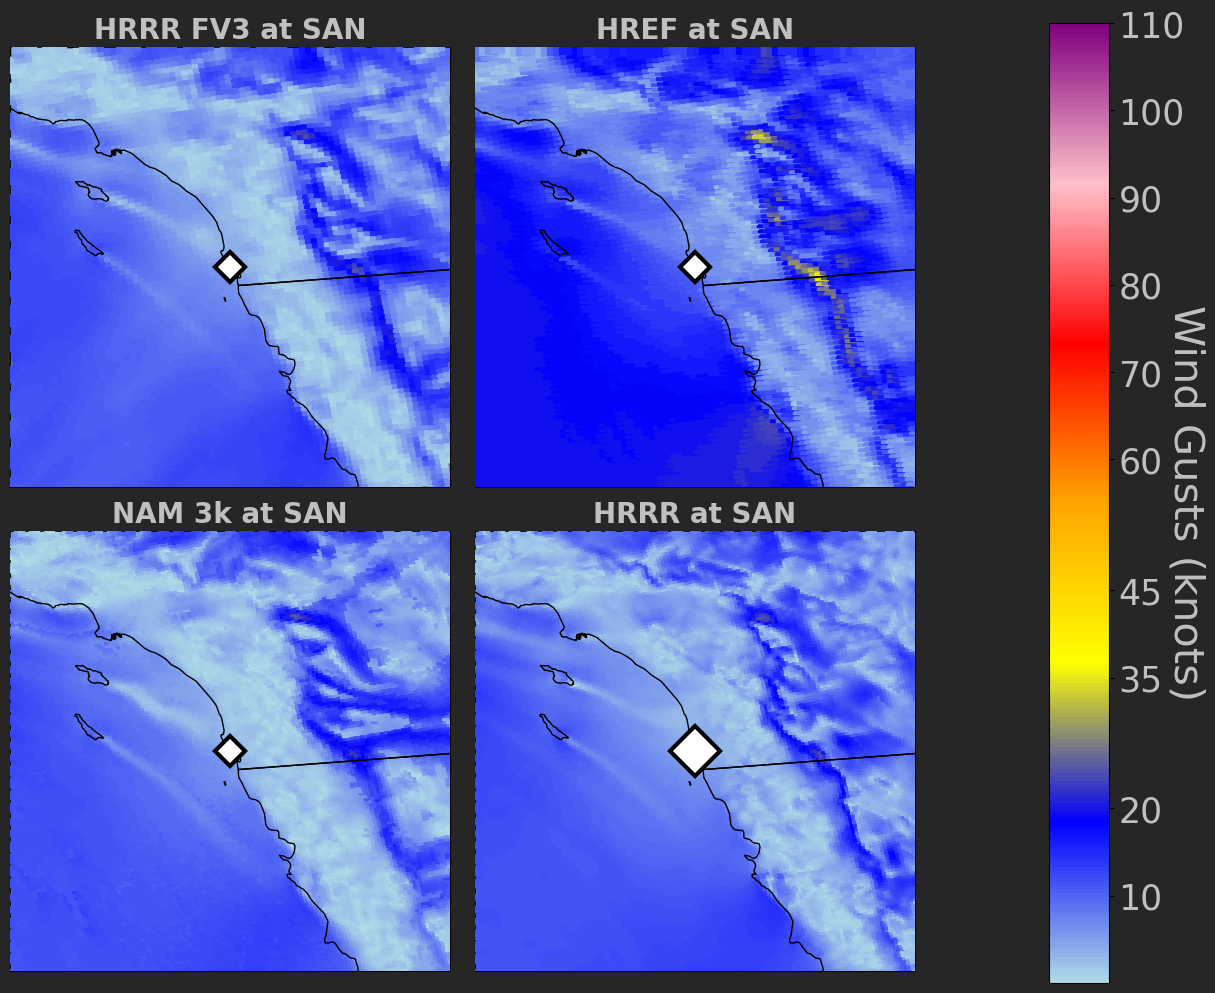 HRRR FV3 at SAN
HREF at SAN
NAM 3k at SAN
HRRR at SAN
110
100
90
80
70
60
45
35
20
10
Wind Gusts (knots)